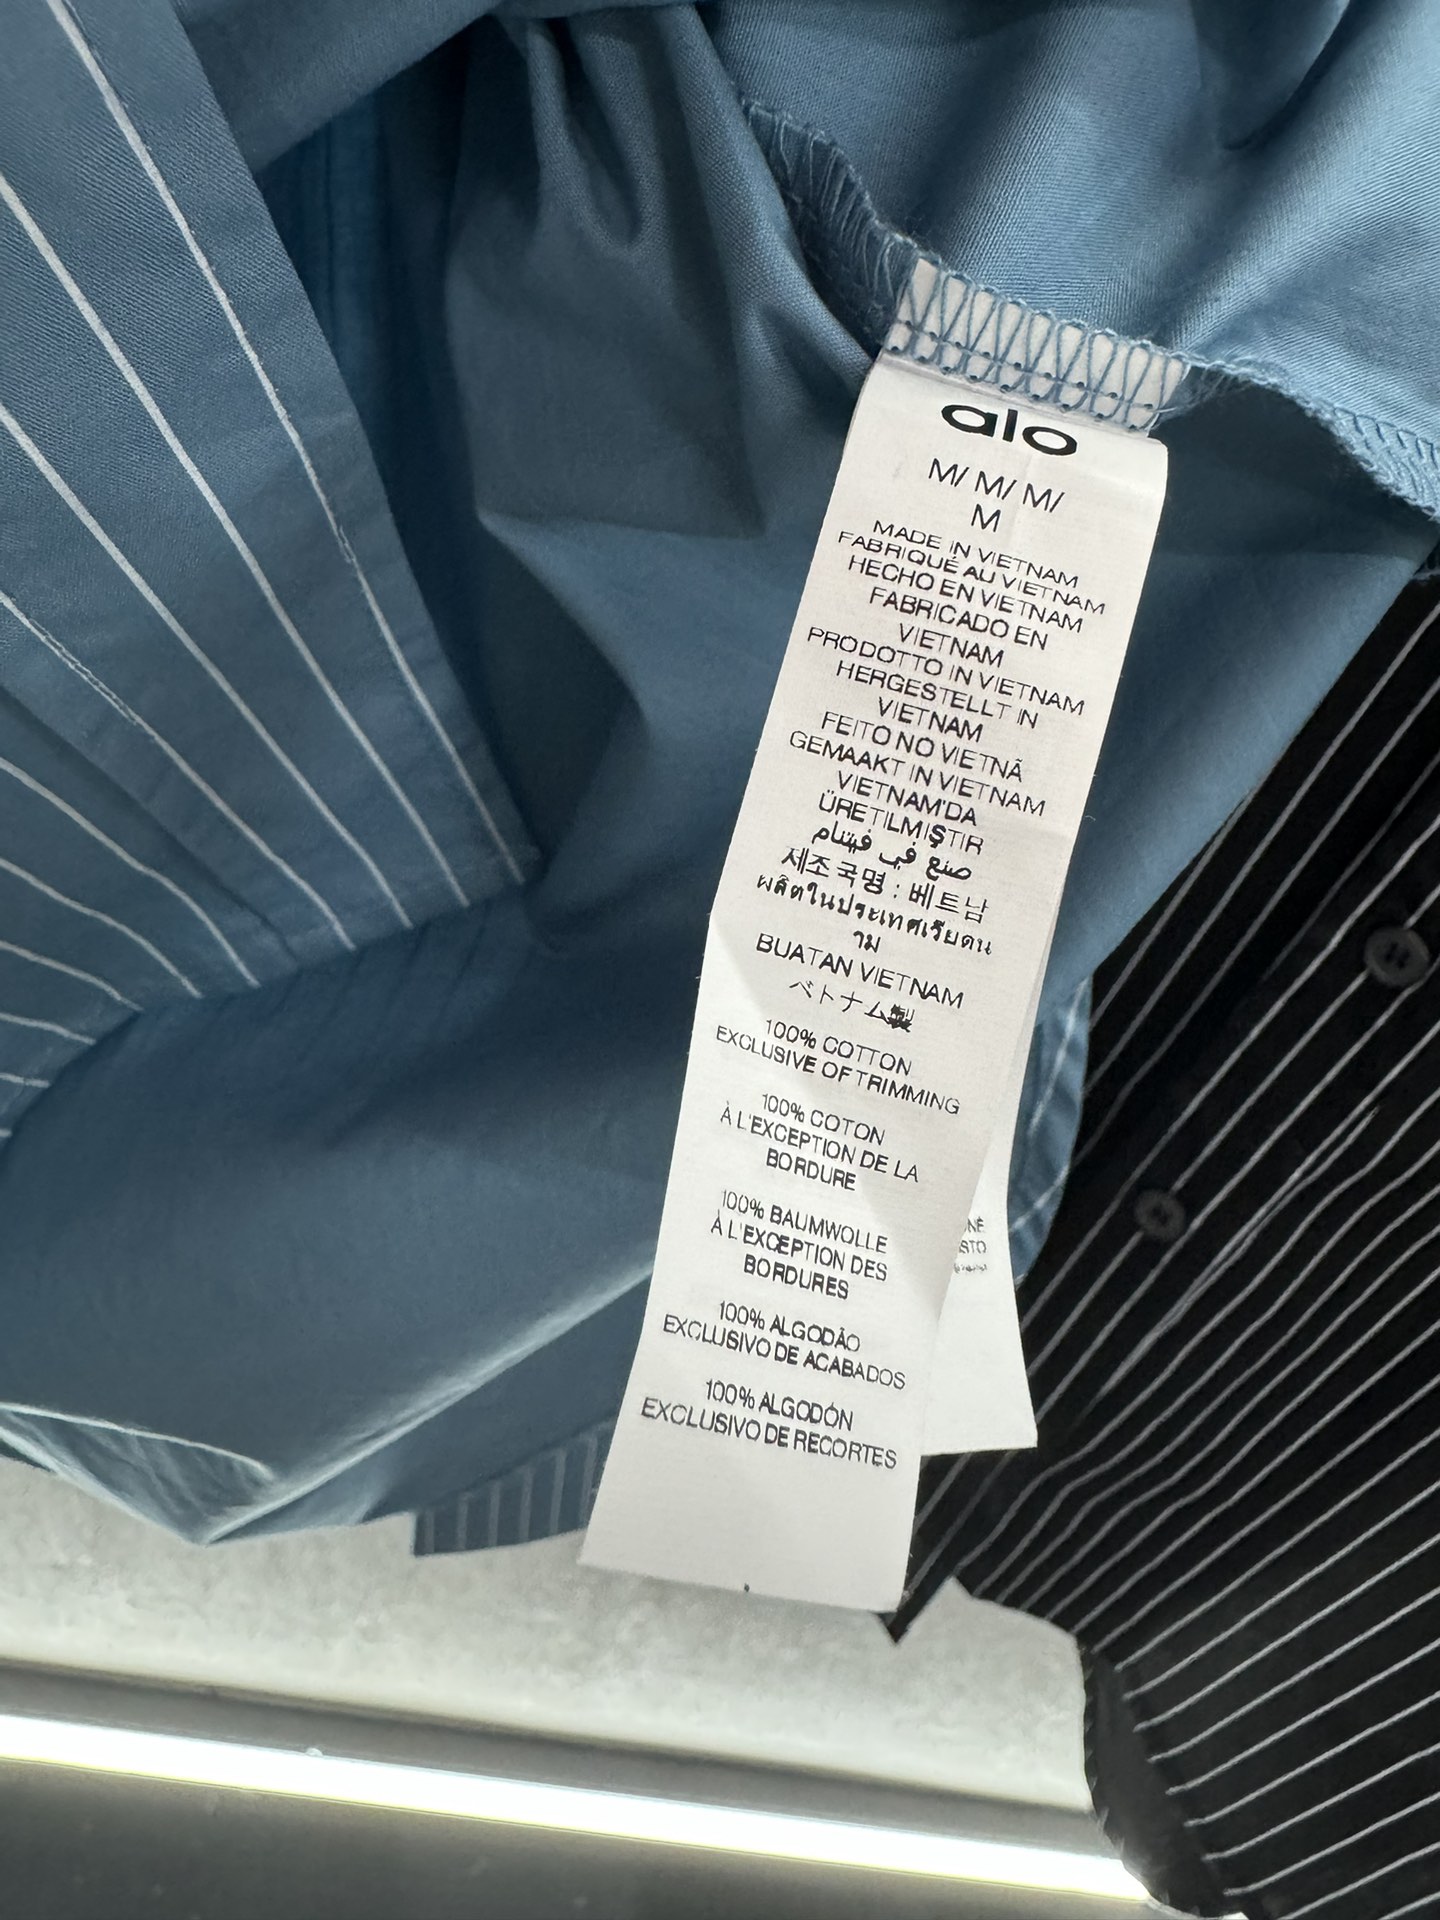 alo
M/ M/ M/
M
MADE IN VIETNAM
FABRIQUÉ AU VIETNAM
HECHO EN VIETNAM
FABRICADO EN
VIETNAM
PRODOTTO IN VIETNAM
HERGESTELLT IN
VIETNAM
FEITO NO VIETNÃ
GEMAAKT IN VIETNAM
VIETNAM'DA
ÜRETILMIŞTIR
صنع في فيتنام
제조국명 : 베트남
ผลิตในประเทศเวียดน
าม
BUATAN VIETNAM
ベトナム製
100% COTTON
EXCLUSIVE OF TRIMMING
100% COTON
À L'EXCEPTION DE LA
BORDURE
100% BAUMWOLLE
À L'EXCEPTION DES
BORDURES
100% ALGODÃO
EXCLUSIVO DE ACABADOS
100% ALGODÓN
EXCLUSIVO DE RECORTES